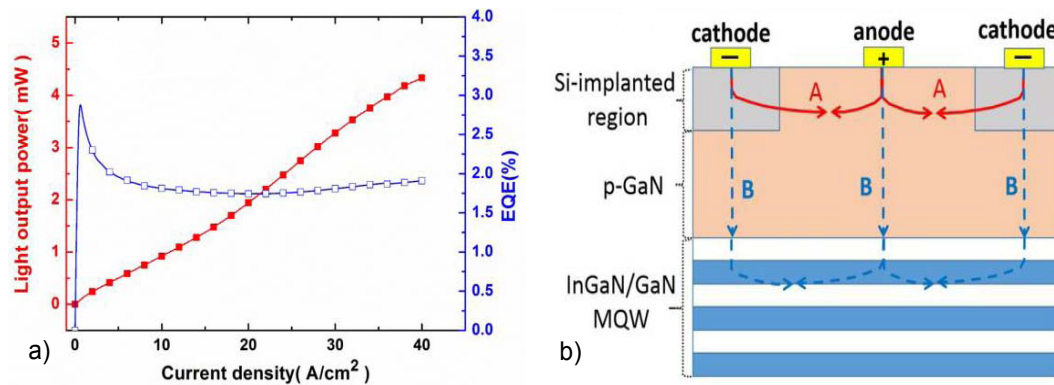 Light output power( mW )
5
4
3
2
1
0
4.0
3.5
3.0
2.5
2.0
1.5
1.0
0.5
0.0
EQE(%)
0 10 20 30 40
Current density( A/cm²)
a)
cathode anode cathode
− + −
Si-implanted
region
A A
p-GaN
B B B
InGaN/GaN
MQW
b)